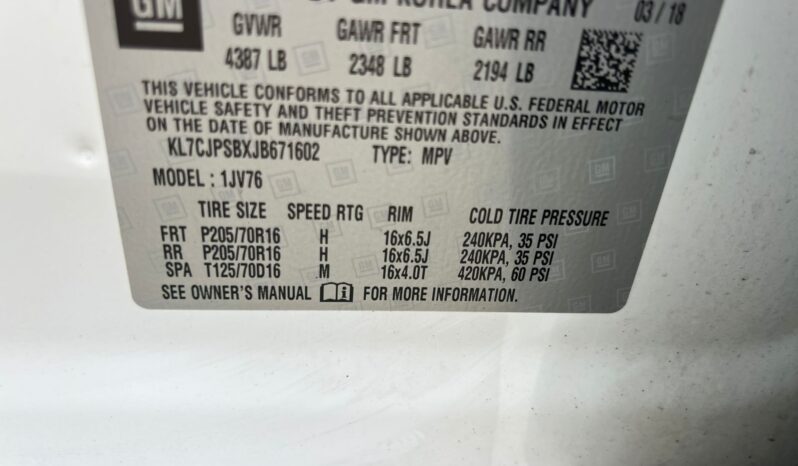 GM
GM KOREA COMPANY 03 / 18
GVWR GAWR FRT GAWR RR
4387 LB 2348 LB 2194 LB
THIS VEHICLE CONFORMS TO ALL APPLICABLE U.S. FEDERAL MOTOR
VEHICLE SAFETY AND THEFT PREVENTION STANDARDS IN EFFECT
ON THE DATE OF MANUFACTURE SHOWN ABOVE.
KL7CJPSBXJB671602 TYPE: MPV
MODEL : 1JV76
TIRE SIZE SPEED RTG RIM COLD TIRE PRESSURE
FRT P205/70R16 H 16x6.5J 240KPA, 35 PSI
RR P205/70R16 H 16x6.5J 240KPA, 35 PSI
SPA T125/70D16 M 16x4.0T 420KPA, 60 PSI
SEE OWNER'S MANUAL FOR MORE INFORMATION.